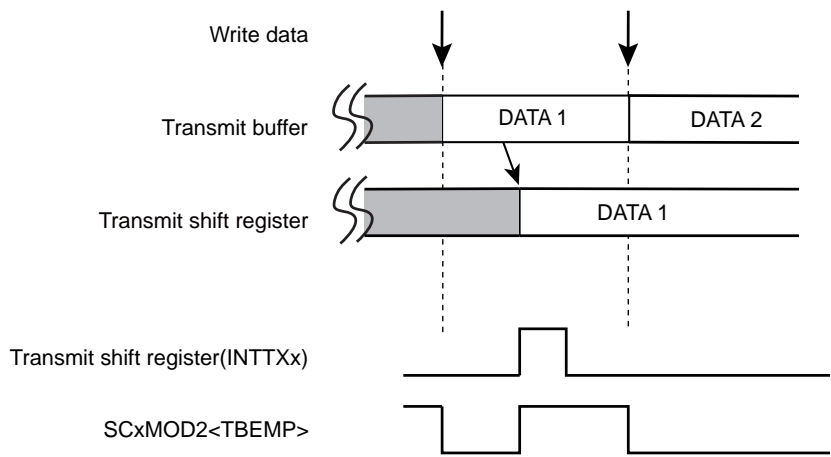 Write data
Transmit buffer
DATA 1
DATA 2
Transmit shift register
DATA 1
Transmit shift register(INTTXx)
SCxMOD2<TBEMP>